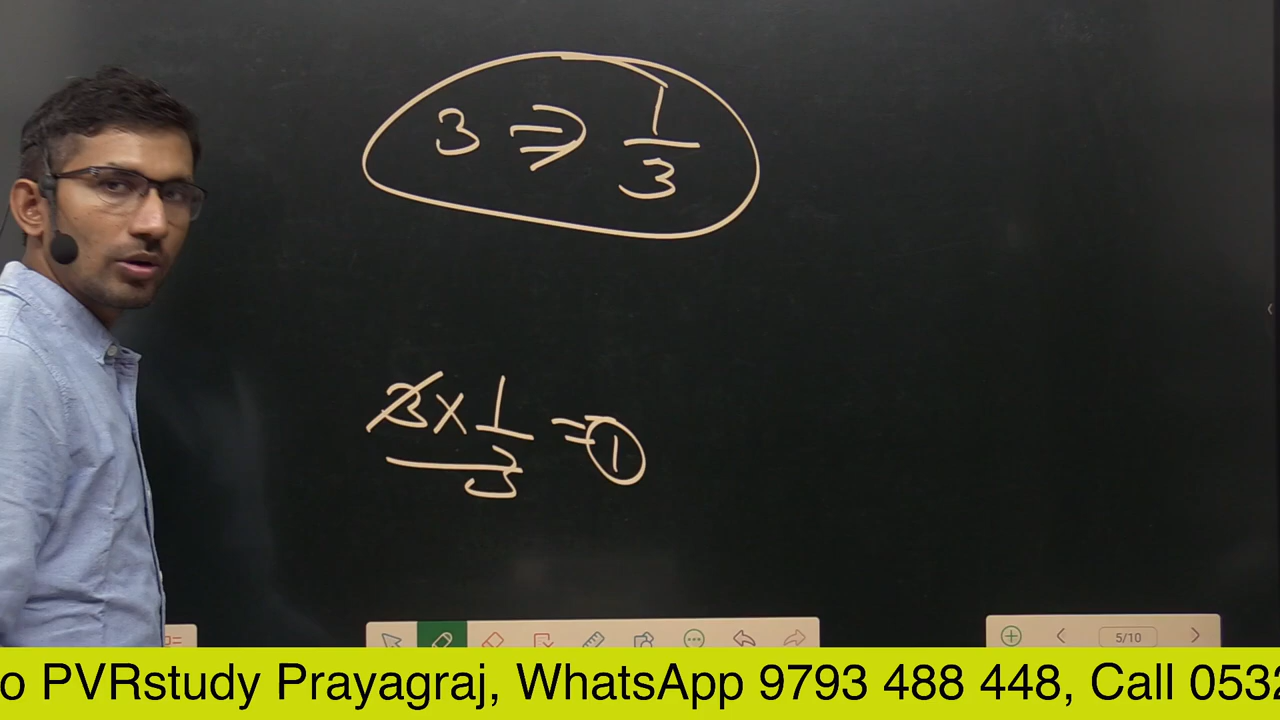 3 ⇒ 1/3
3 × 1/3 = 1
5/10
o PVRstudy Prayagraj, WhatsApp 9793 488 448, Call 0532